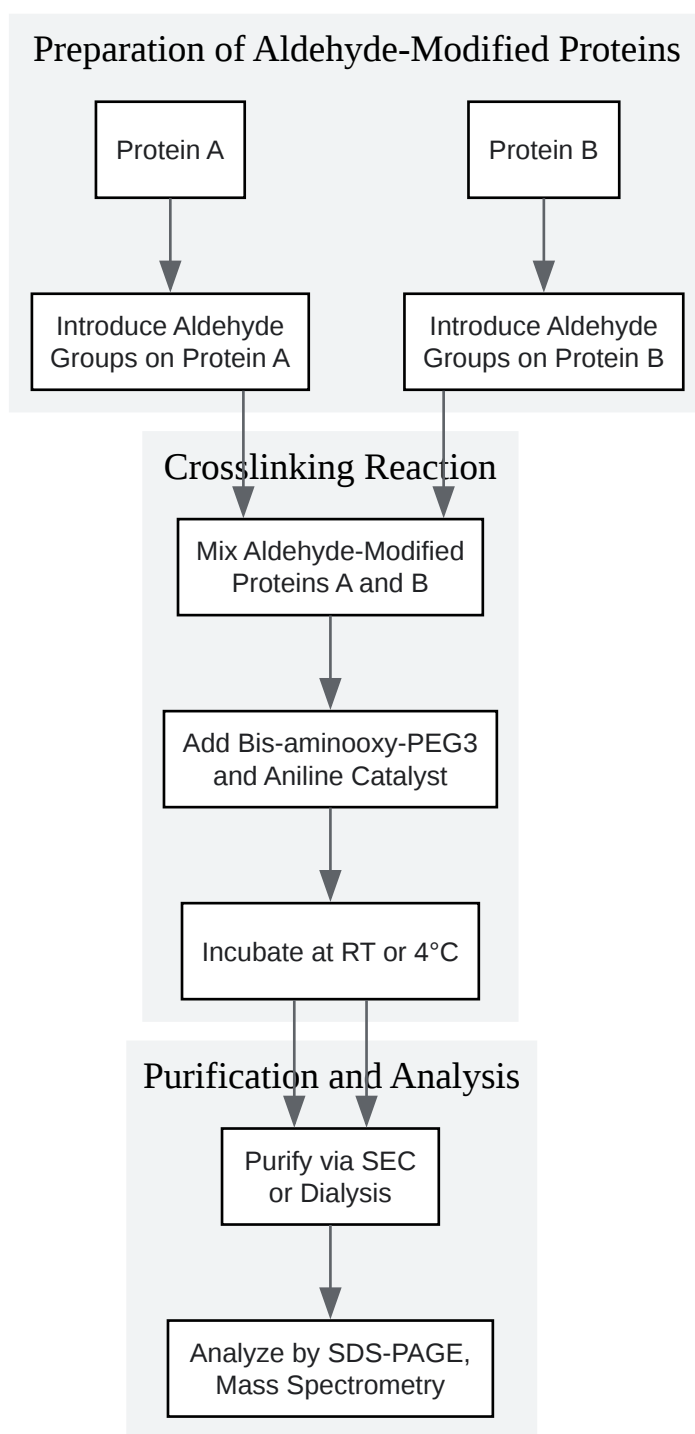 Preparation of Aldehyde-Modified Proteins
Protein A
Protein B
Introduce Aldehyde
Groups on Protein A
Introduce Aldehyde
Groups on Protein B
Crosslinking Reaction
Mix Aldehyde-Modified
Proteins A and B
Add Bis-aminooxy-PEG3
and Aniline Catalyst
Incubate at RT or 4°C
Purification and Analysis
Purify via SEC
or Dialysis
Analyze by SDS-PAGE,
Mass Spectrometry